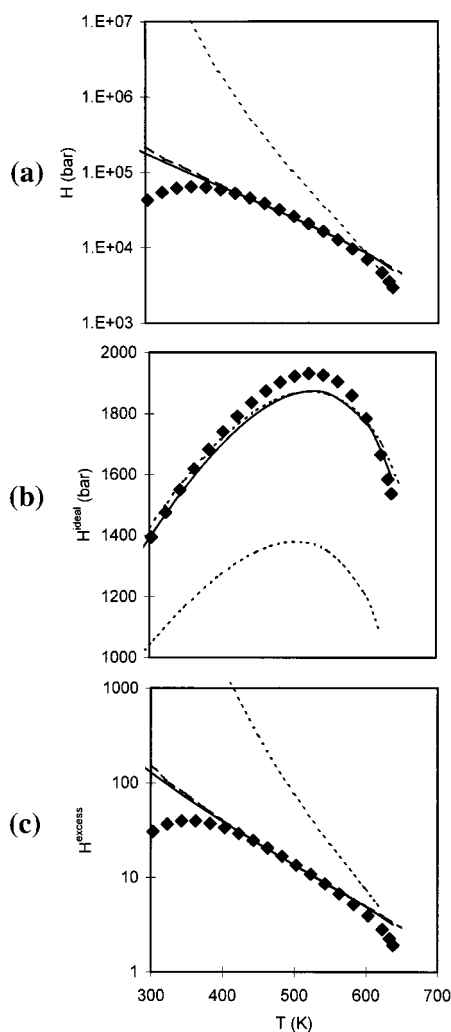 (a)
H (bar)
1.E+07
1.E+06
1.E+05
1.E+04
1.E+03
(b)
H^ideal (bar)
2000
1800
1600
1400
1200
1000
(c)
H^excess
1000
100
10
1
300 400 500 600 700
T (K)